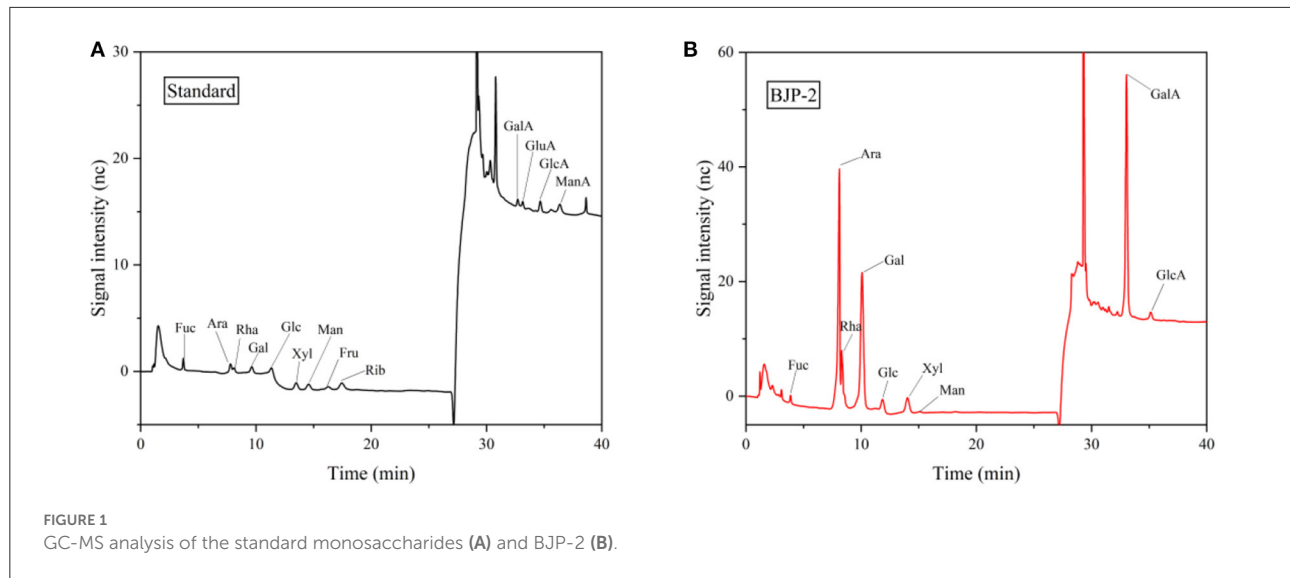 A
Standard
30
20
10
0
Signal intensity (nc)
Fuc
Ara
Rha
Gal
Glc
Xyl
Man
Fru
Rib
GalA
GluA
GlcA
ManA
0 10 20 30 40
Time (min)
B
BJP-2
60
40
20
0
Signal intensity (nc)
Fuc
Ara
Rha
Gal
Glc
Xyl
Man
GalA
GlcA
0 10 20 30 40
Time (min)
FIGURE 1
GC-MS analysis of the standard monosaccharides (A) and BJP-2 (B).